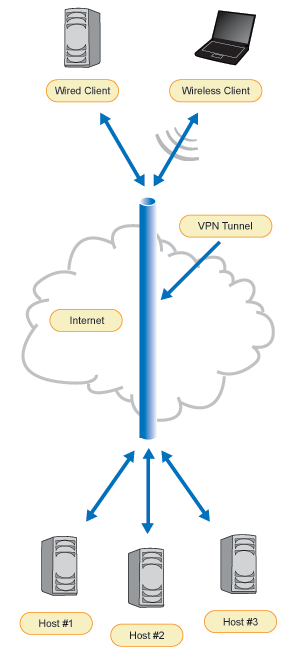 Wired Client
Wireless Client
VPN Tunnel
Internet
Host #1
Host #2
Host #3